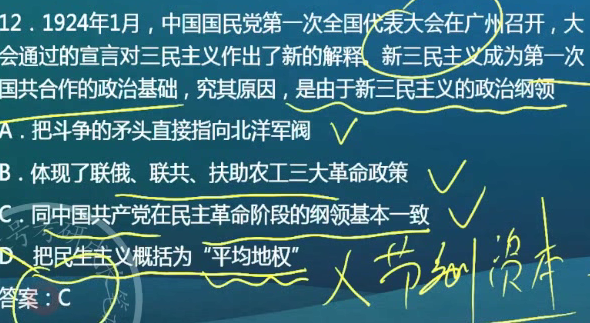 12．1924年1月，中国国民党第一次全国代表大会在广州召开，大
会通过的宣言对三民主义作出了新的解释。新三民主义成为第一次
国共合作的政治基础，究其原因，是由于新三民主义的政治纲领
A．把斗争的矛头直接指向北洋军阀
B．体现了联俄、联共、扶助农工三大革命政策
C．同中国共产党在民主革命阶段的纲领基本一致
D．把民生主义概括为“平均地权”
节制资本
答案：C